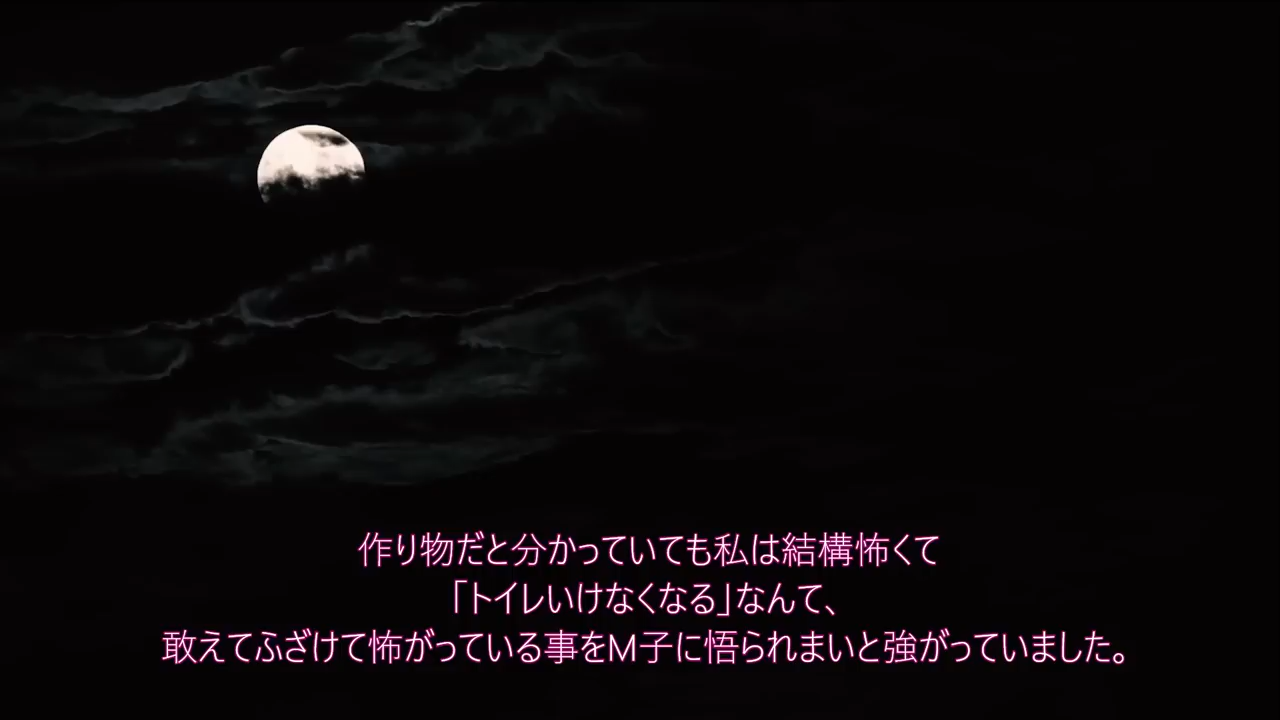 作り物だと分かっていても私は結構怖くて
「トイレいけなくなる」なんて、
敢えてふざけて怖がっている事をM子に悟られまいと強がっていました。